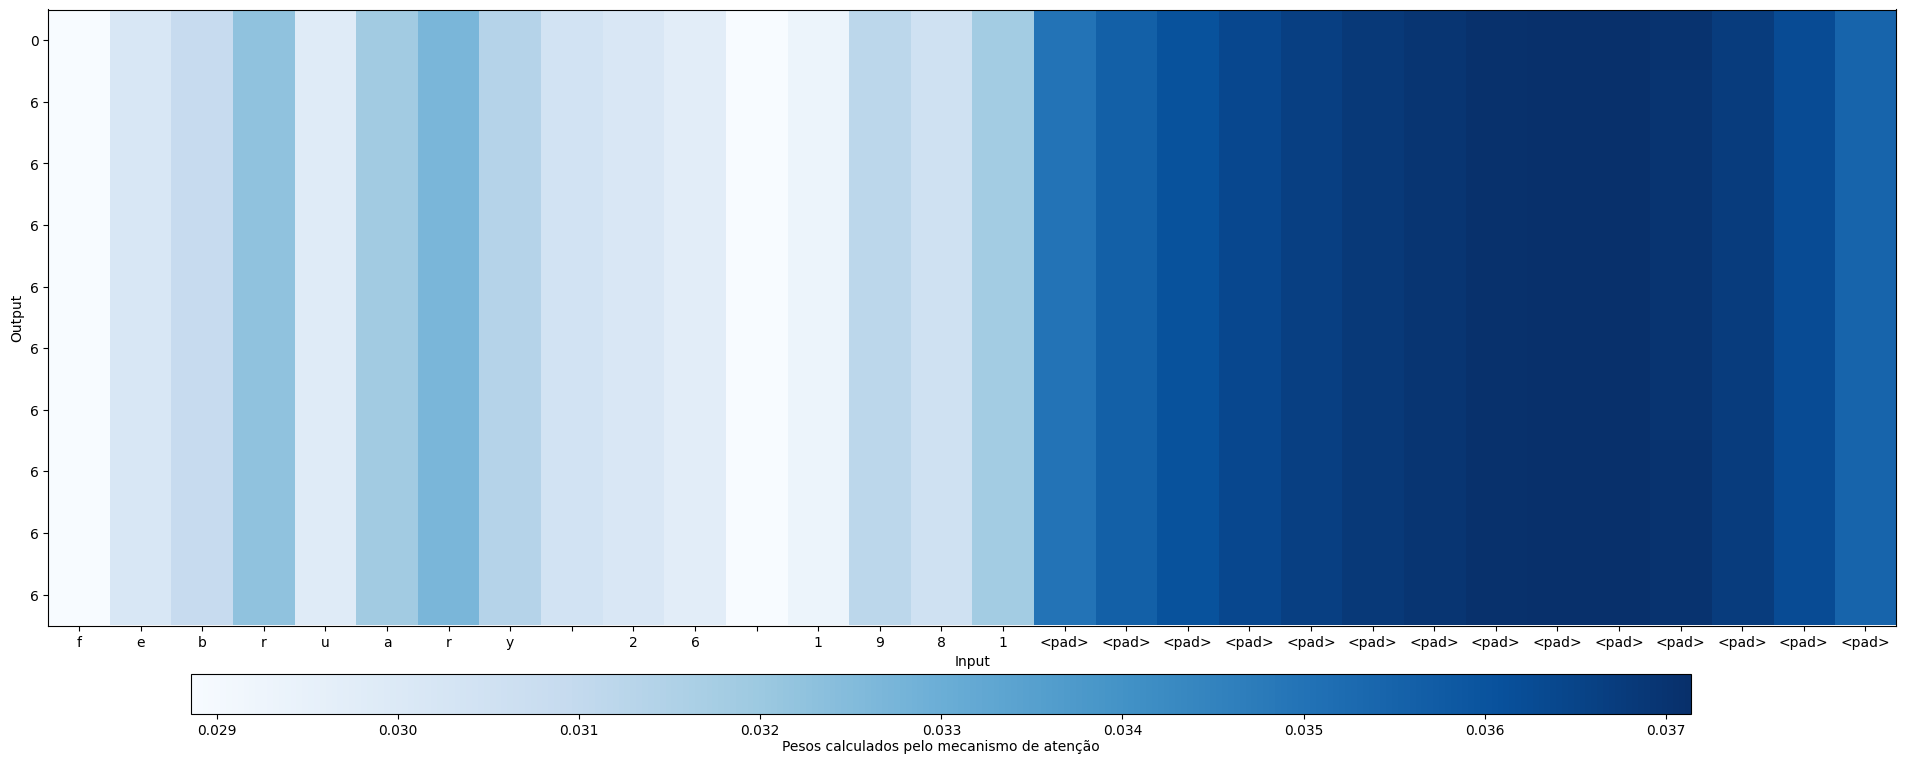 0
6
6
6
6
6
6
6
6
6
Output
f e b r u a r y 2 6 1 9 8 1 <pad> <pad> <pad> <pad> <pad> <pad> <pad> <pad> <pad> <pad> <pad> <pad> <pad> <pad>
Input
0.029 0.030 0.031 0.032 0.033 0.034 0.035 0.036 0.037
Pesos calculados pelo mecanismo de atenção